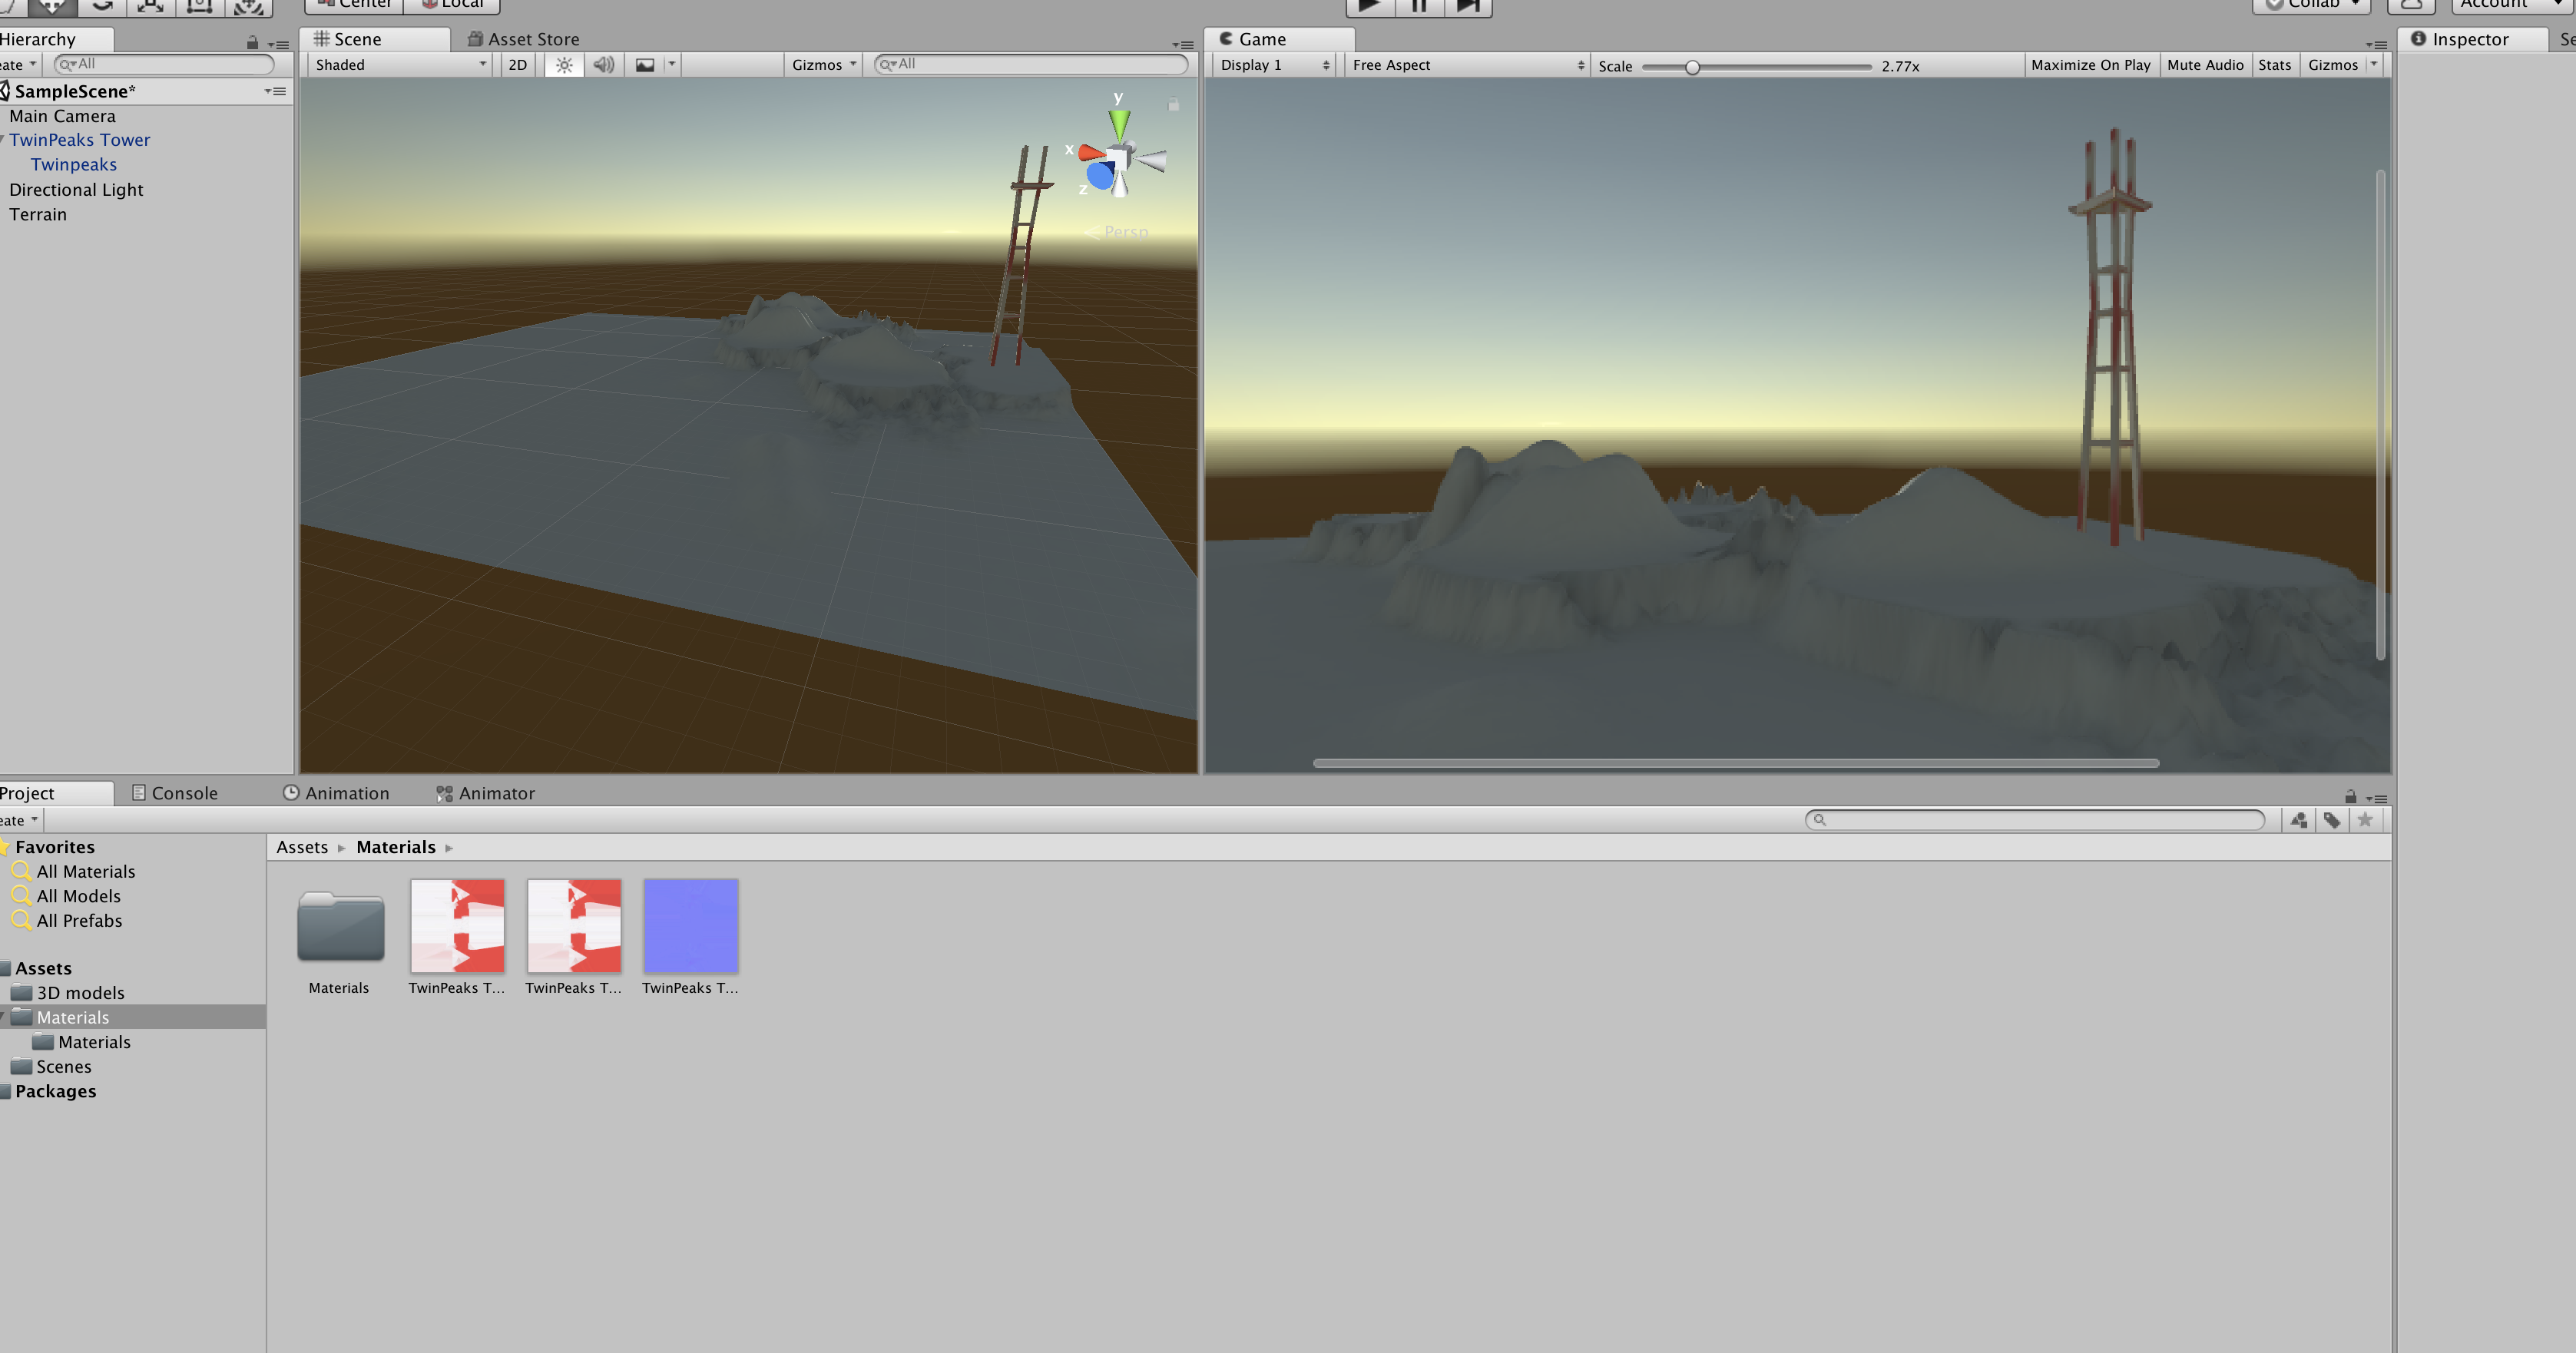 Center Local
Collab Account
Hierarchy
Scene Asset Store
Game
Inspector
All
Shaded 2D Gizmos All
Display 1 Free Aspect Scale 2.77x Maximize On Play Mute Audio Stats Gizmos
SampleScene*
Main Camera
TwinPeaks Tower
Twinpeaks
Directional Light
Terrain
y
x
z
Persp
Project Console Animation Animator
Favorites
All Materials
All Models
All Prefabs
Assets
3D models
Materials
Materials
Scenes
Packages
Assets Materials
Materials TwinPeaks T... TwinPeaks T... TwinPeaks T...